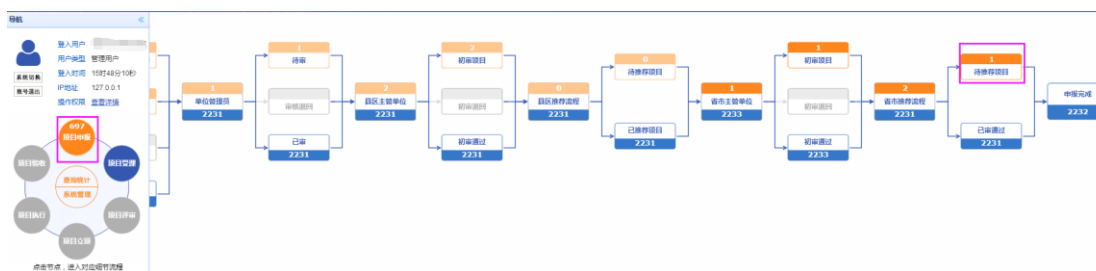 导航
登入用户
用户类型 管理用户
登入时间 15时48分10秒
IP地址 127.0.0.1
操作权限 查看详情
系统切换
账号退出
697
项目申报
项目受理
项目评审
项目立项
项目执行
项目验收
查询统计
系统管理
点击节点，进入对应细节流程
1
单位管理员
2231
1
待审
审核退回
已审
2231
2
县区主管单位
2231
2
初审项目
初审退回
初审通过
2231
0
县区推荐流程
2231
0
待推荐项目
已推荐项目
2231
1
省市主管单位
2233
1
初审项目
初审退回
初审通过
2233
2
省市推荐流程
2231
1
待推荐项目
已审通过
2231
申报完成
2232